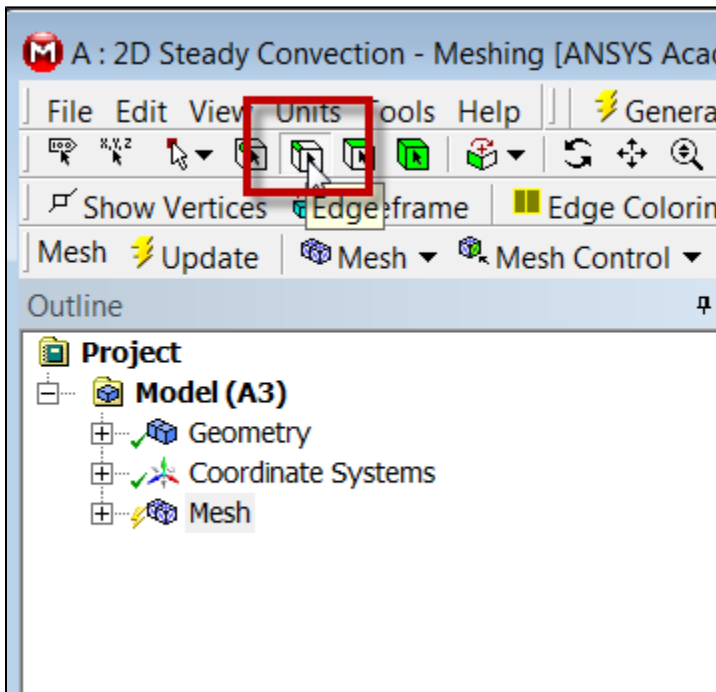 A : 2D Steady Convection - Meshing [ANSYS Acad
File Edit View Units Tools Help Genera
Show Vertices Edge eframe Edge Colorin
Mesh Update Mesh Mesh Control
Outline
Project
Model (A3)
Geometry
Coordinate Systems
Mesh